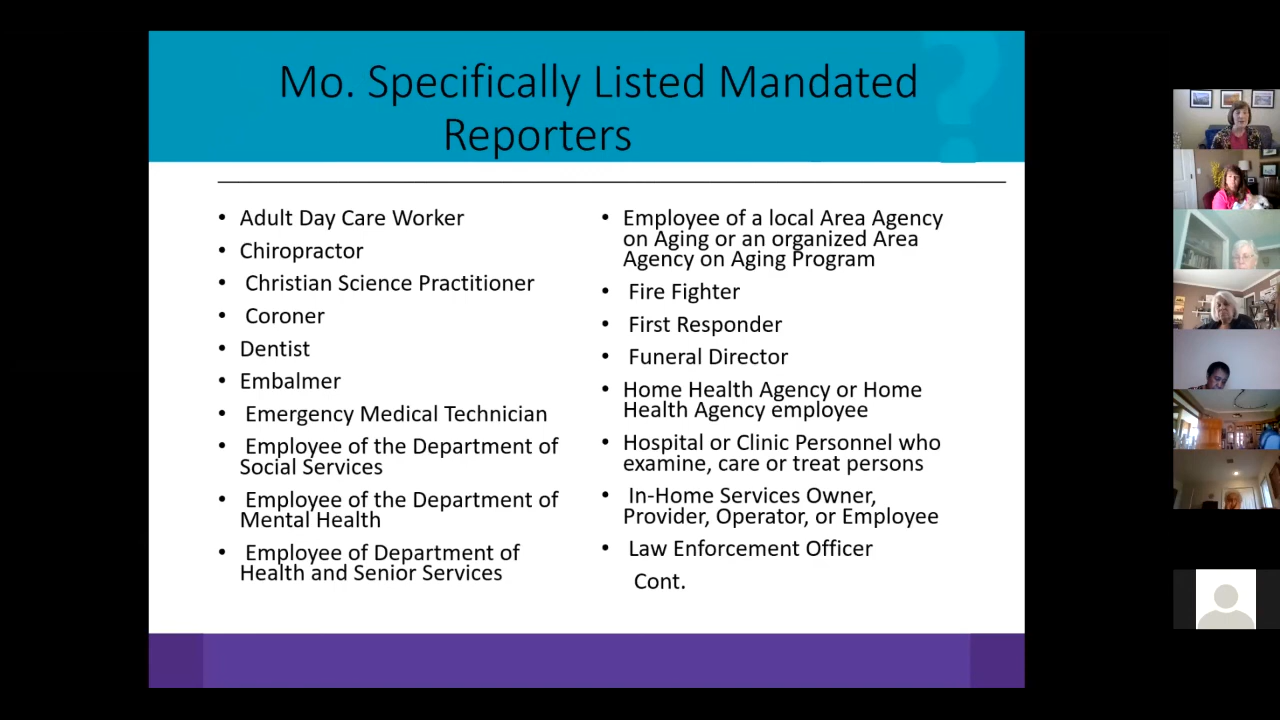 Mo. Specifically Listed Mandated
Reporters
• Adult Day Care Worker
• Chiropractor
• Christian Science Practitioner
• Coroner
• Dentist
• Embalmer
• Emergency Medical Technician
• Employee of the Department of
Social Services
• Employee of the Department of
Mental Health
• Employee of Department of
Health and Senior Services
• Employee of a local Area Agency
on Aging or an organized Area
Agency on Aging Program
• Fire Fighter
• First Responder
• Funeral Director
• Home Health Agency or Home
Health Agency employee
• Hospital or Clinic Personnel who
examine, care or treat persons
• In-Home Services Owner,
Provider, Operator, or Employee
• Law Enforcement Officer
Cont.